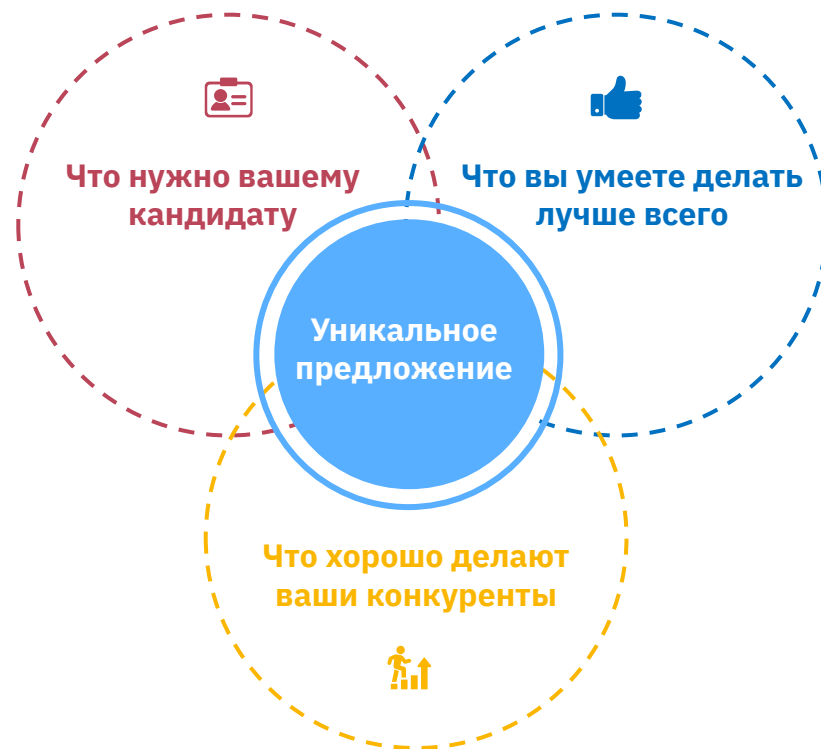 Что нужно вашему
кандидату
Что вы умеете делать
лучше всего
Уникальное
предложение
Что хорошо делают
ваши конкуренты